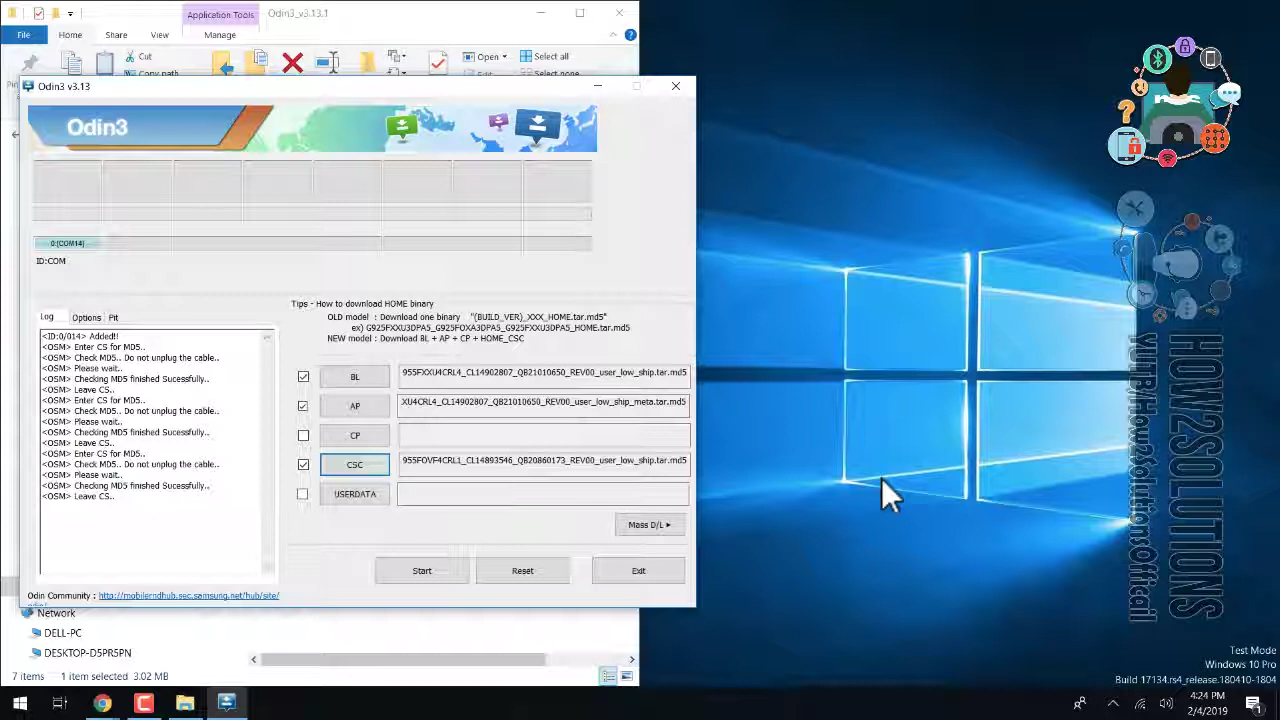 Application Tools
Odin3_v3.13.1
File
Home
Share
View
Manage
Cut
Copy path
Open
Select all
Odin3 v3.13
Odin3
0:[COM14]
ID:COM
Log
Options
Pit
<ID:0/014> Added!!
<OSM> Enter CS for MD5..
<OSM> Check MD5.. Do not unplug the cable..
<OSM> Please wait..
<OSM> Checking MD5 finished Sucessfully..
<OSM> Leave CS..
<OSM> Enter CS for MD5..
<OSM> Check MD5.. Do not unplug the cable..
<OSM> Please wait..
<OSM> Checking MD5 finished Sucessfully..
<OSM> Leave CS..
<OSM> Enter CS for MD5..
<OSM> Check MD5.. Do not unplug the cable..
<OSM> Please wait..
<OSM> Checking MD5 finished Sucessfully..
<OSM> Leave CS..
Tips - How to download HOME binary
OLD model : Download one binary "(BUILD_VER)_XXX_HOME.tar.md5"
ex) G925FXXU3DPA5_G925FOXA3DPA5_G925FXXU3DPA5_HOME.tar.md5
NEW model : Download BL + AP + CP + HOME_CSC
BL
955FXXU4CRL4_CL14902807_QB21010650_REV00_user_low_ship.tar.md5
AP
XU4CRL4_CL14902807_QB21010650_REV00_user_low_ship_meta.tar.md5
CP
CSC
955FOVF4CRL1_CL14893546_QB20860173_REV00_user_low_ship.tar.md5
USERDATA
Mass D/L
Start
Reset
Exit
Odin Community : http://mobilerndhub.sec.samsung.net/hub/site/
odin/
Network
DELL-PC
DESKTOP-D5PR5PN
7 items
1 item selected 3.02 MB
HOW2SOLUTIONS
Test Mode
Windows 10 Pro
Build 17134.rs4_release.180410-1804
4:24 PM
2/4/2019